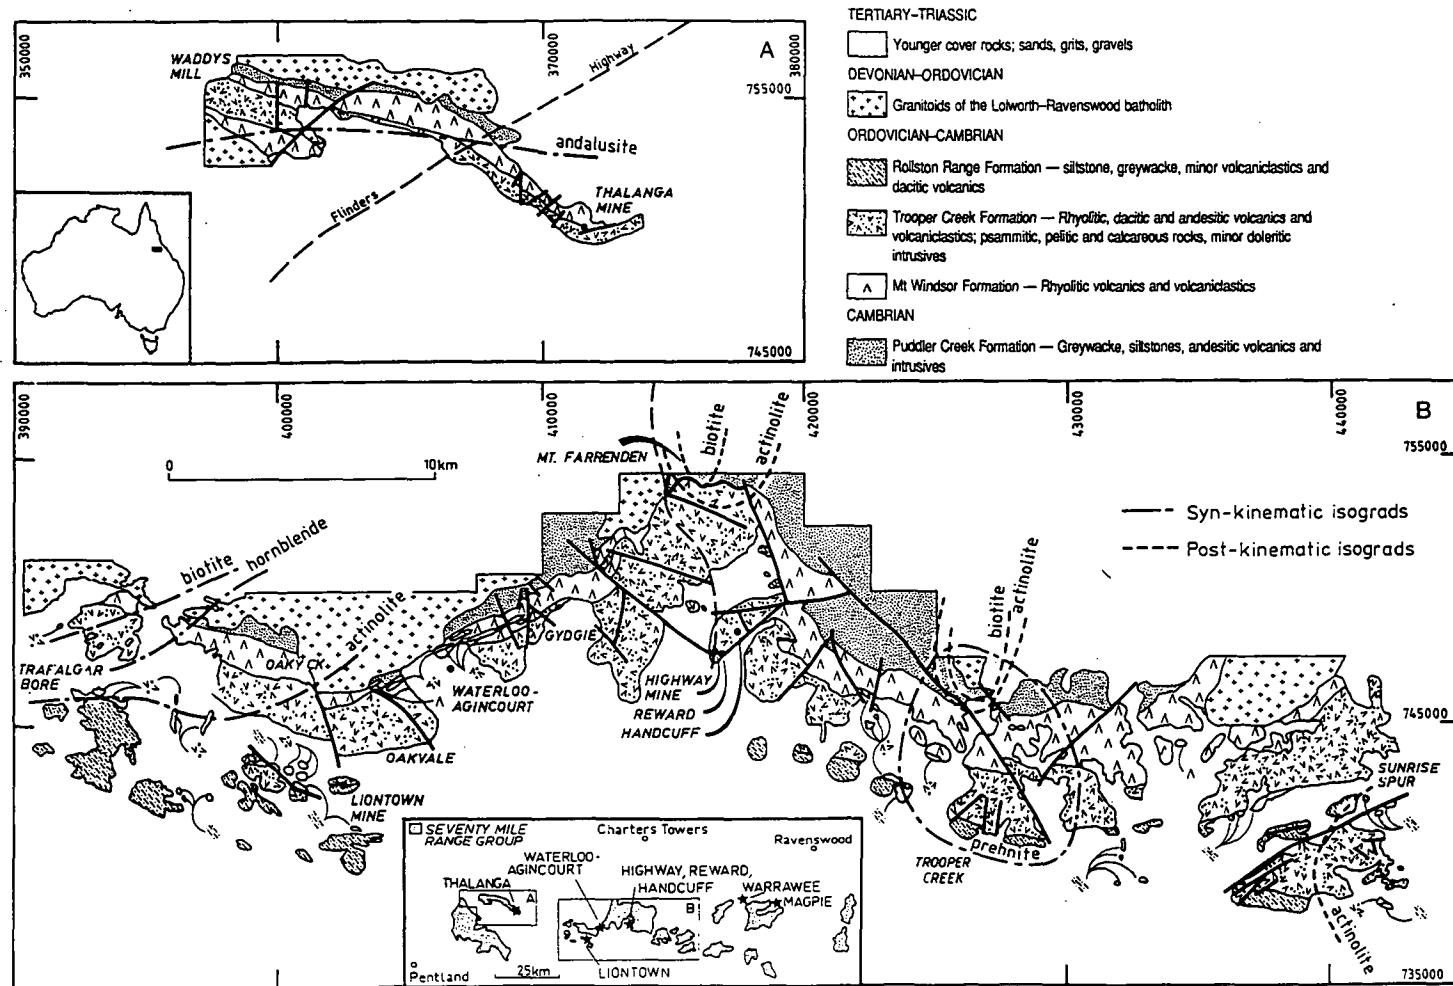 A
350000
370000
380000
755000
745000
WADDYS
MILL
Highway
andalusite
Flinders
THALANGA
MINE
TERTIARY–TRIASSIC
Younger cover rocks; sands, grits, gravels
DEVONIAN–ORDOVICIAN
Granitoids of the Lolworth–Ravenswood batholith
ORDOVICIAN–CAMBRIAN
Rollston Range Formation — siltstone, greywacke, minor volcaniclastics and
dacitic volcanics
Trooper Creek Formation — Rhyolitic, dacitic and andesitic volcanics and
volcaniclastics; psammitic, pelitic and calcareous rocks, minor doleritic
intrusives
Mt Windsor Formation — Rhyolitic volcanics and volcaniclastics
CAMBRIAN
Puddler Creek Formation — Greywacke, siltstones, andesitic volcanics and
intrusives
B
390000
400000
410000
420000
430000
440000
755000
0 10km
MT. FARRENDEN
biotite
actinolite
Syn-kinematic isograds
Post-kinematic isograds
biotite
hornblende
actinolite
biotite
actinolite
TRAFALGAR
BORE
OAKY CK
GYDGIE
WATERLOO-
AGINCOURT
HIGHWAY
MINE
REWARD
HANDCUFF
OAKVALE
LIONTOWN
MINE
745000
SUNRISE
SPUR
prehnite
TROOPER
CREEK
actinolite
735000
SEVENTY MILE
RANGE GROUP
Charters Towers
Ravenswood
WATERLOO-
AGINCOURT
HIGHWAY, REWARD,
HANDCUFF
THALANGA
A
B
WARRAWEE
MAGPIE
LIONTOWN
Pentland
25km